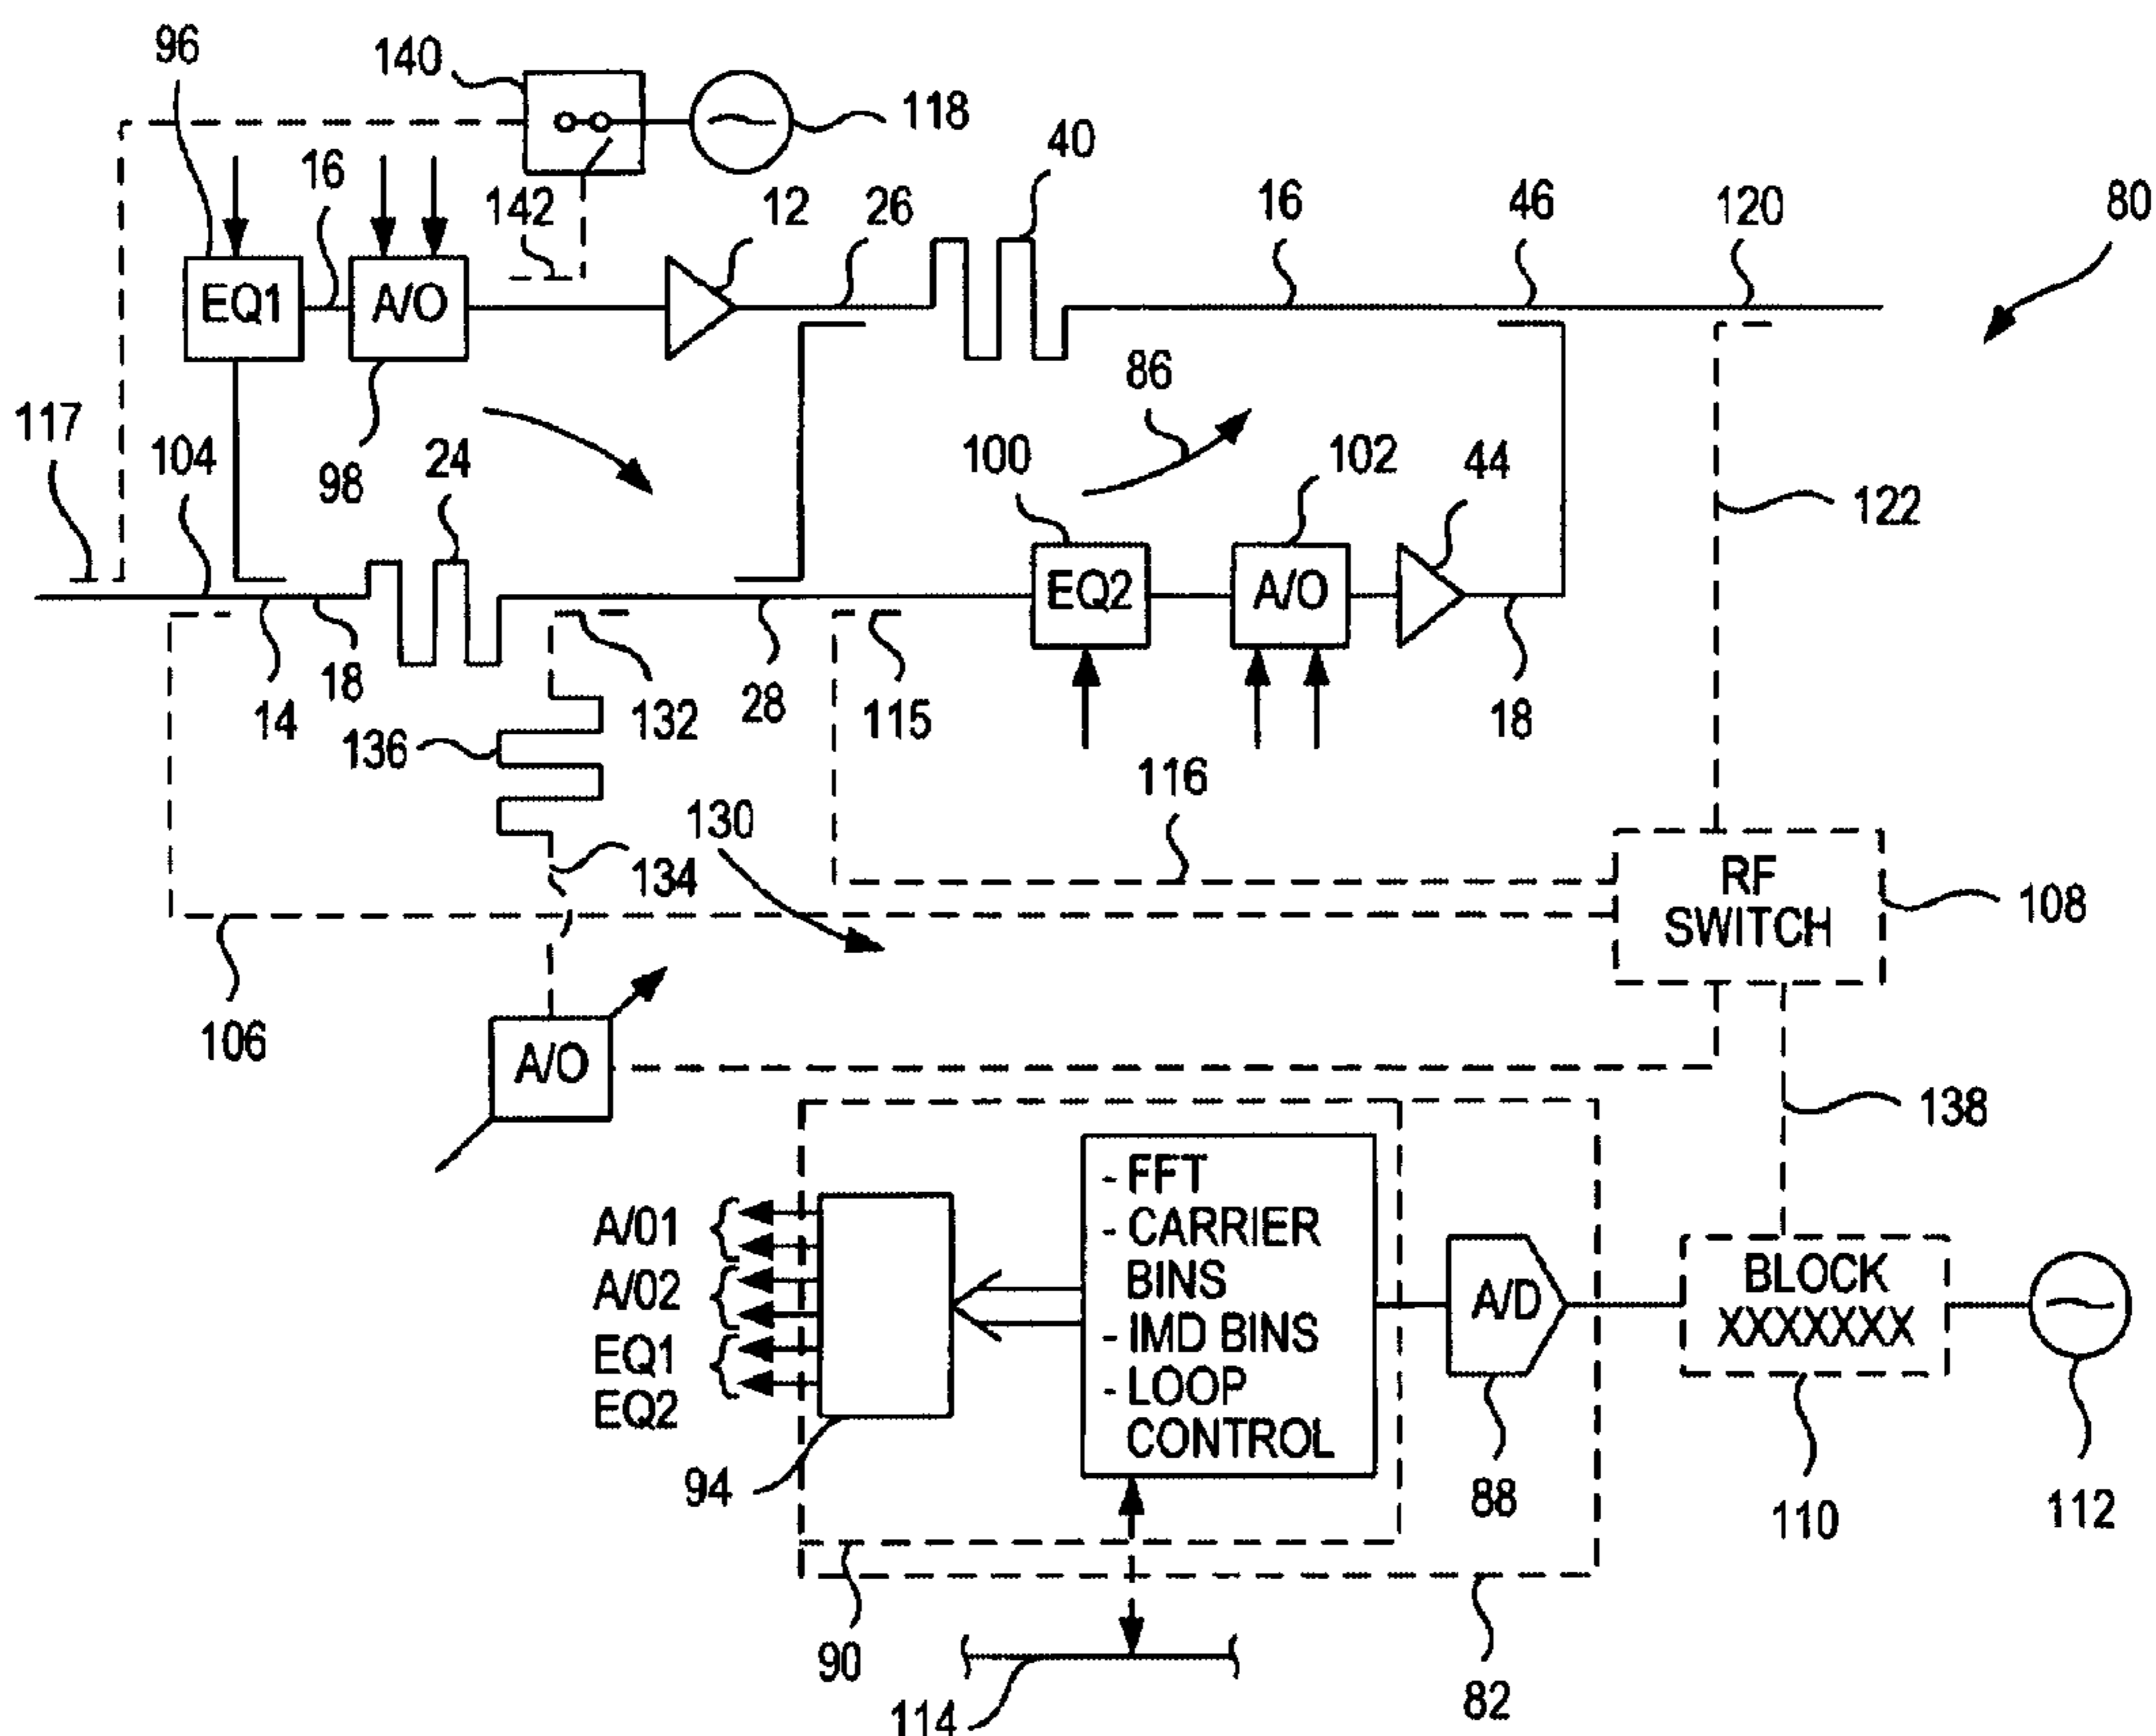 96
140
118
40
16
142
12
26
16
46
120
80
EQ1
A/O
86
117
104
98
24
100
102
44
122
EQ2
A/O
14
18
136
132
28
115
18
116
130
134
RF
SWITCH
108
106
A/O
138
A/01
A/02
EQ1
EQ2
- FFT
- CARRIER
BINS
- IMD BINS
- LOOP
CONTROL
A/D
BLOCK
XXXXXXX
94
88
110
112
90
82
114